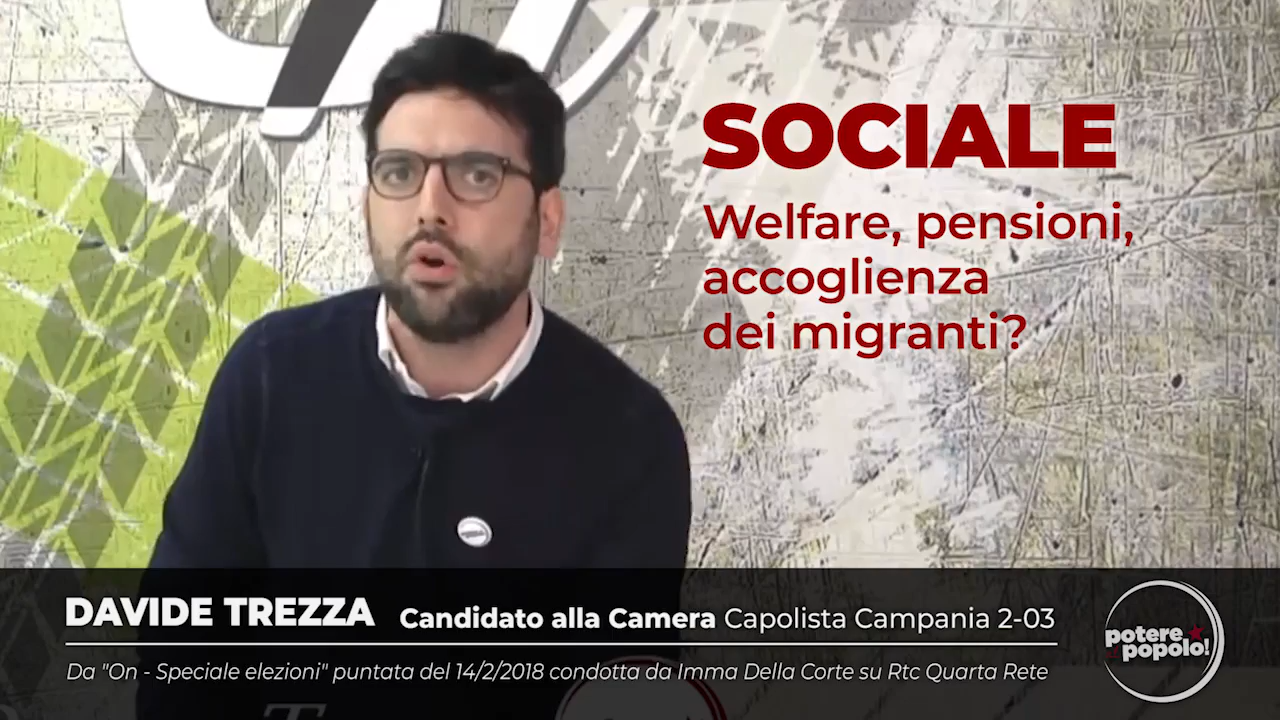 SOCIALE
Welfare, pensioni,
accoglienza
dei migranti?
DAVIDE TREZZA Candidato alla Camera Capolista Campania 2-03
Da "On - Speciale elezioni" puntata del 14/2/2018 condotta da Imma Della Corte su Rtc Quarta Rete
potere
popolo!